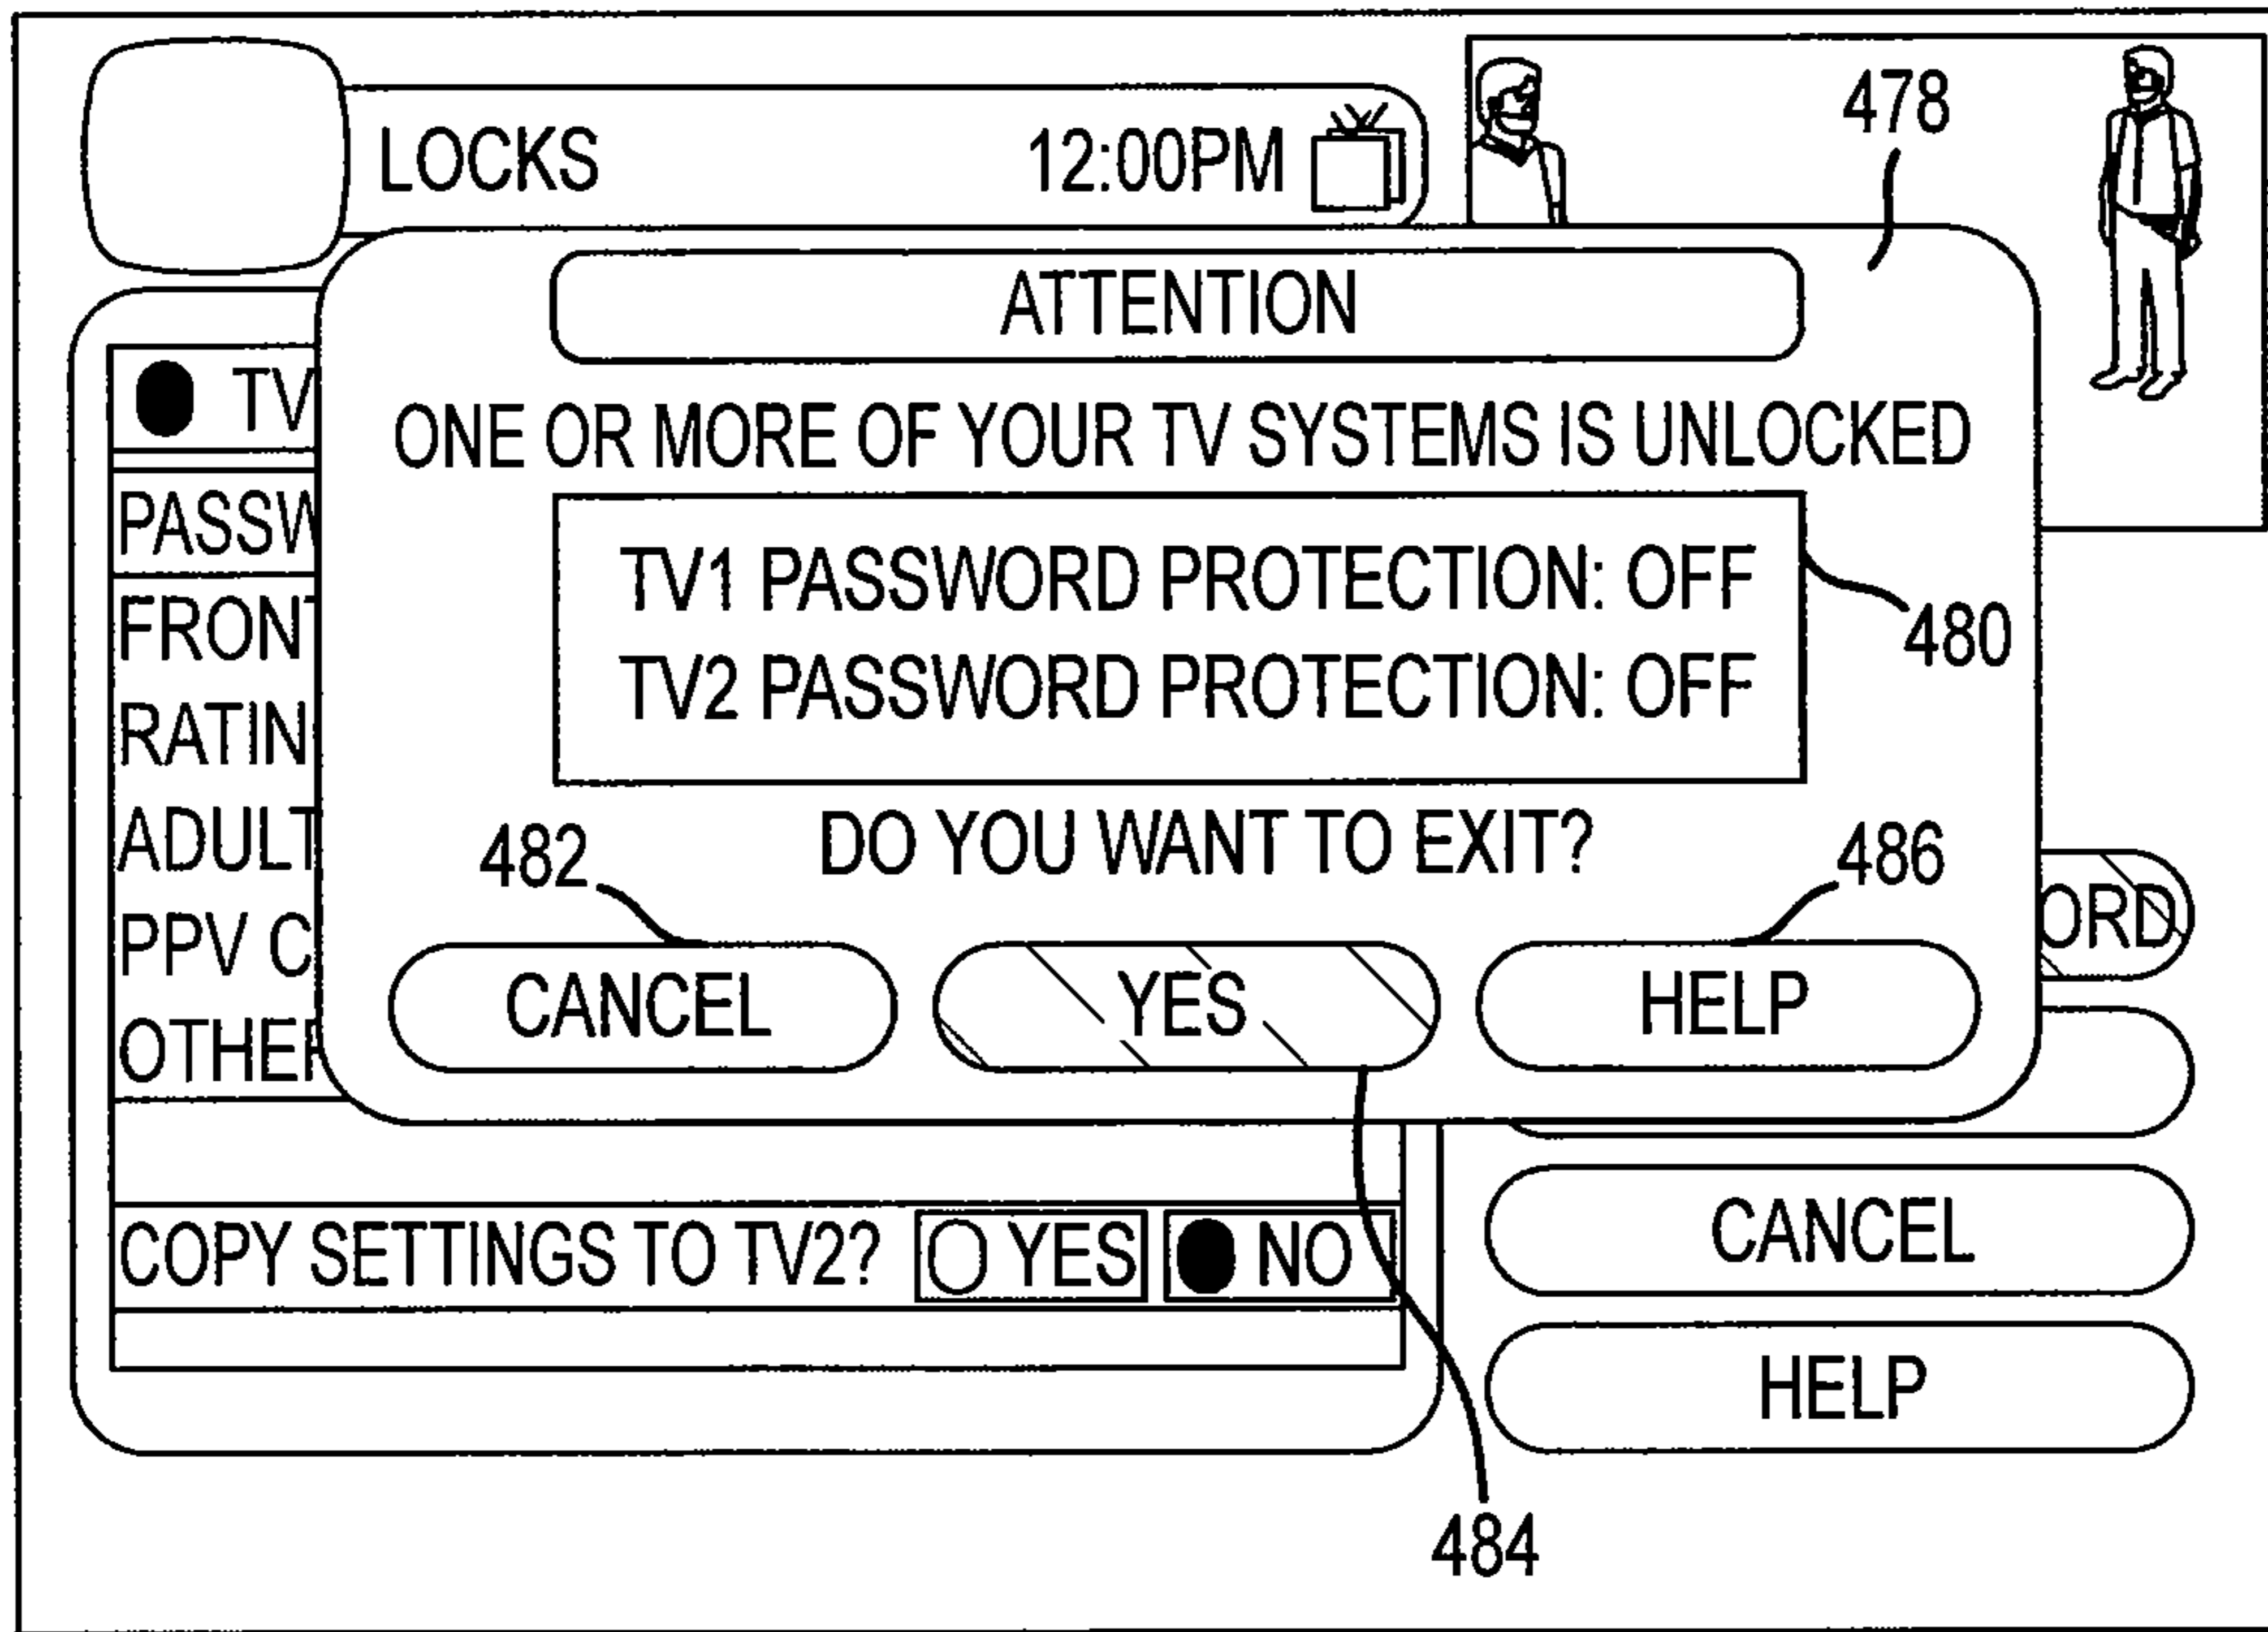 LOCKS 12:00PM
478
ATTENTION
TV
ONE OR MORE OF YOUR TV SYSTEMS IS UNLOCKED
PASSW
TV1 PASSWORD PROTECTION: OFF
480
FRONT
TV2 PASSWORD PROTECTION: OFF
RATIN
ADULT
DO YOU WANT TO EXIT?
482
486
PPV C
ORD
CANCEL YES HELP
OTHER
COPY SETTINGS TO TV2? YES NO
CANCEL
HELP
484